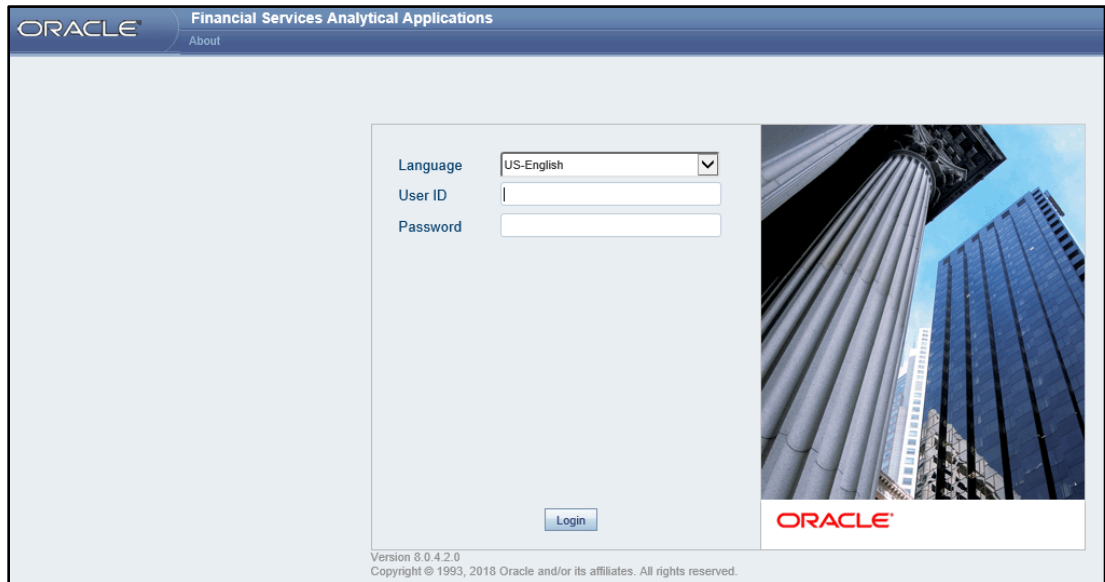 ORACLE®
Financial Services Analytical Applications
About
Language
US-English
User ID
Password
Login
ORACLE®
Version 8.0.4.2.0
Copyright © 1993, 2018 Oracle and/or its affiliates. All rights reserved.